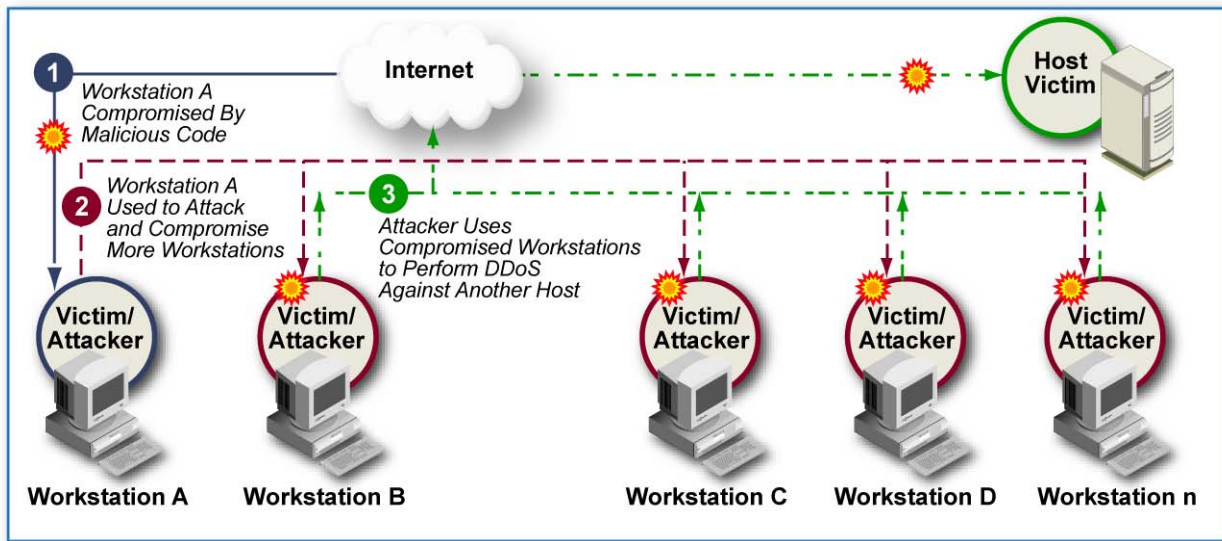 1
Workstation A
Compromised By
Malicious Code
Internet
Host
Victim
2
Workstation A
Used to Attack
and Compromise
More Workstations
3
Attacker Uses
Compromised Workstations
to Perform DDoS
Against Another Host
Victim/
Attacker
Workstation A
Victim/
Attacker
Workstation B
Victim/
Attacker
Workstation C
Victim/
Attacker
Workstation D
Victim/
Attacker
Workstation n